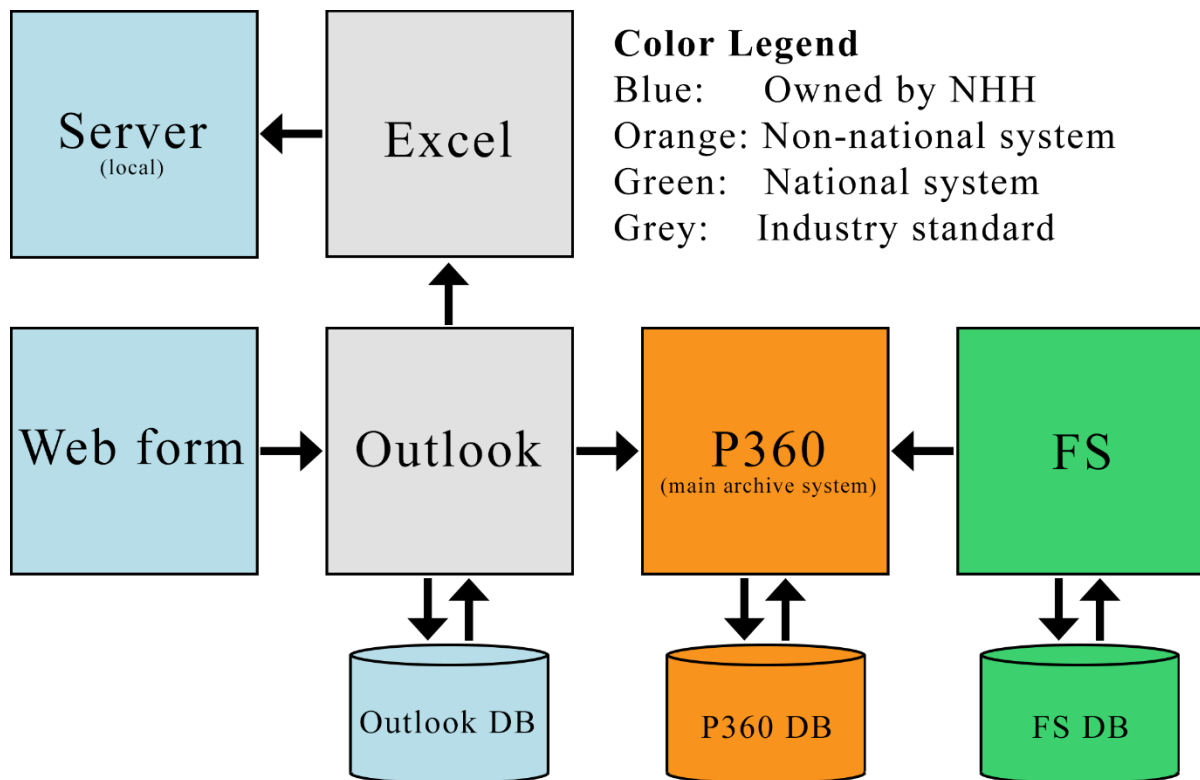 Server
(local)
Excel
Color Legend
Blue: Owned by NHH
Orange: Non-national system
Green: National system
Grey: Industry standard
Web form
Outlook
P360
(main archive system)
FS
Outlook DB
P360 DB
FS DB